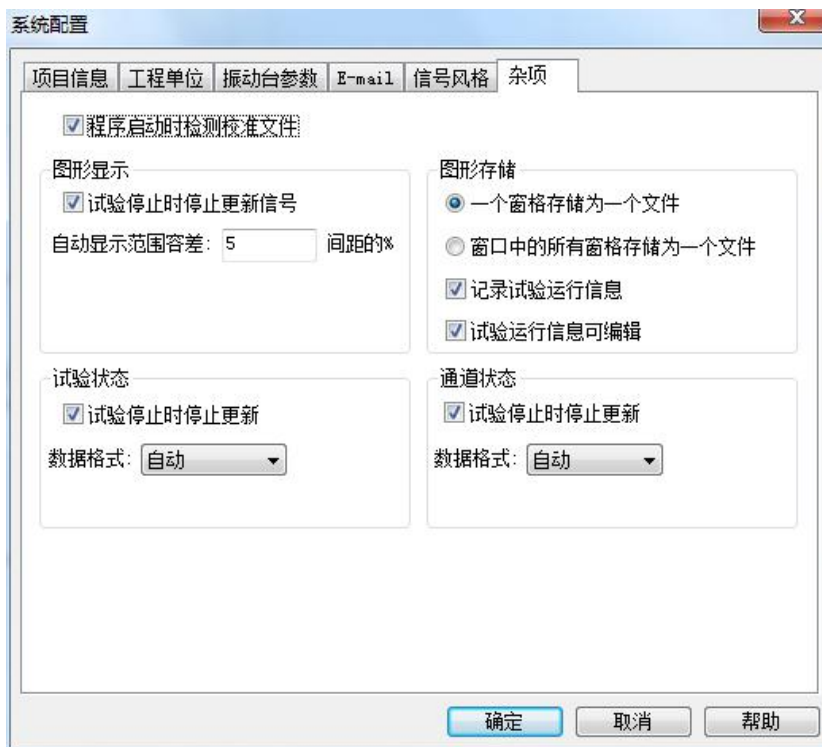 系统配置
项目信息 工程单位 振动台参数 E-mail 信号风格 杂项
程序启动时检测校准文件
图形显示
试验停止时停止更新信号
自动显示范围容差: 5 间距的%
图形存储
一个窗格存储为一个文件
窗口中的所有窗格存储为一个文件
记录试验运行信息
试验运行信息可编辑
试验状态
试验停止时停止更新
数据格式: 自动
通道状态
试验停止时停止更新
数据格式: 自动
确定 取消 帮助